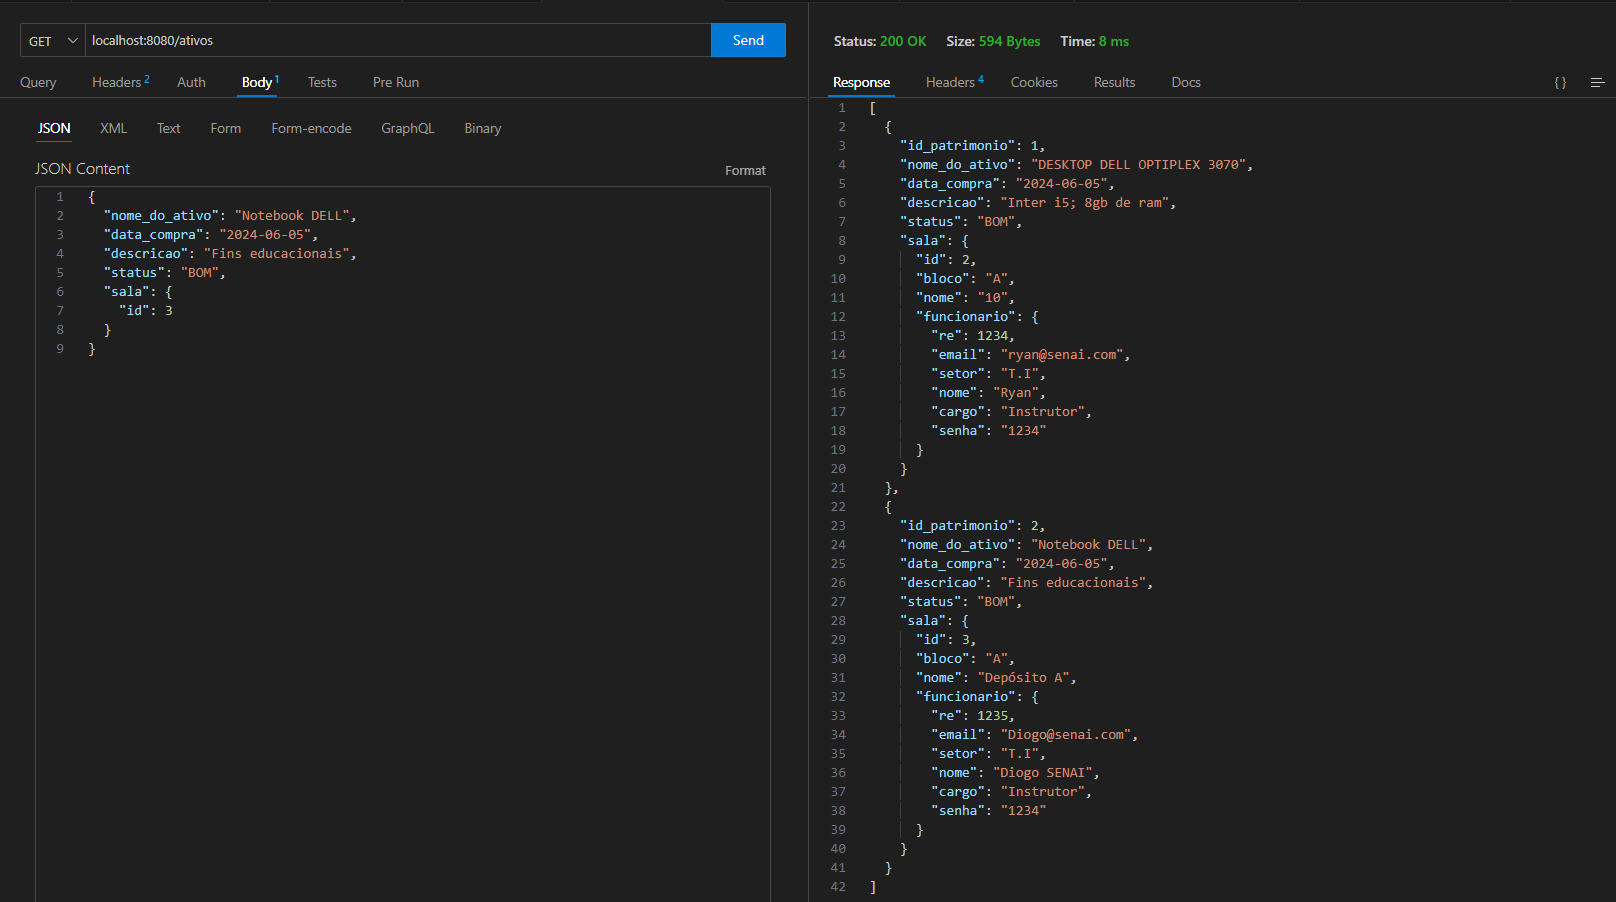 GET localhost:8080/ativos Send
Query Headers 2 Auth Body 1 Tests Pre Run
JSON XML Text Form Form-encode GraphQL Binary
JSON Content Format
1 {
2 "nome_do_ativo": "Notebook DELL",
3 "data_compra": "2024-06-05",
4 "descricao": "Fins educacionais",
5 "status": "BOM",
6 "sala": {
7 "id": 3
8 }
9 }
Status: 200 OK Size: 594 Bytes Time: 8 ms
Response Headers 4 Cookies Results Docs { }
1 [
2 {
3 "id_patrimonio": 1,
4 "nome_do_ativo": "DESKTOP DELL OPTIPLEX 3070",
5 "data_compra": "2024-06-05",
6 "descricao": "Inter i5; 8gb de ram",
7 "status": "BOM",
8 "sala": {
9 "id": 2,
10 "bloco": "A",
11 "nome": "10",
12 "funcionario": {
13 "re": 1234,
14 "email": "ryan@senai.com",
15 "setor": "T.I",
16 "nome": "Ryan",
17 "cargo": "Instrutor",
18 "senha": "1234"
19 }
20 }
21 },
22 {
23 "id_patrimonio": 2,
24 "nome_do_ativo": "Notebook DELL",
25 "data_compra": "2024-06-05",
26 "descricao": "Fins educacionais",
27 "status": "BOM",
28 "sala": {
29 "id": 3,
30 "bloco": "A",
31 "nome": "Depósito A",
32 "funcionario": {
33 "re": 1235,
34 "email": "Diogo@senai.com",
35 "setor": "T.I",
36 "nome": "Diogo SENAI",
37 "cargo": "Instrutor",
38 "senha": "1234"
39 }
40 }
41 }
42 ]